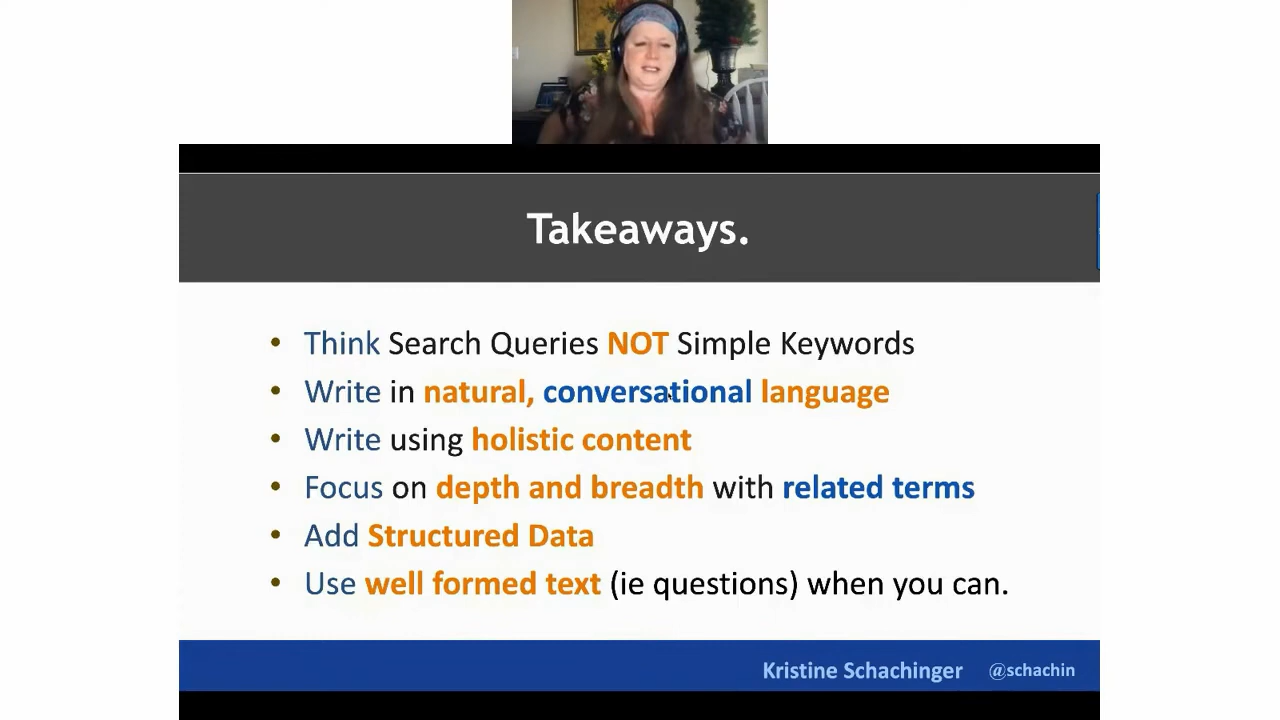 Takeaways.
• Think Search Queries NOT Simple Keywords
• Write in natural, conversational language
• Write using holistic content
• Focus on depth and breadth with related terms
• Add Structured Data
• Use well formed text (ie questions) when you can.
Kristine Schachinger @schachin